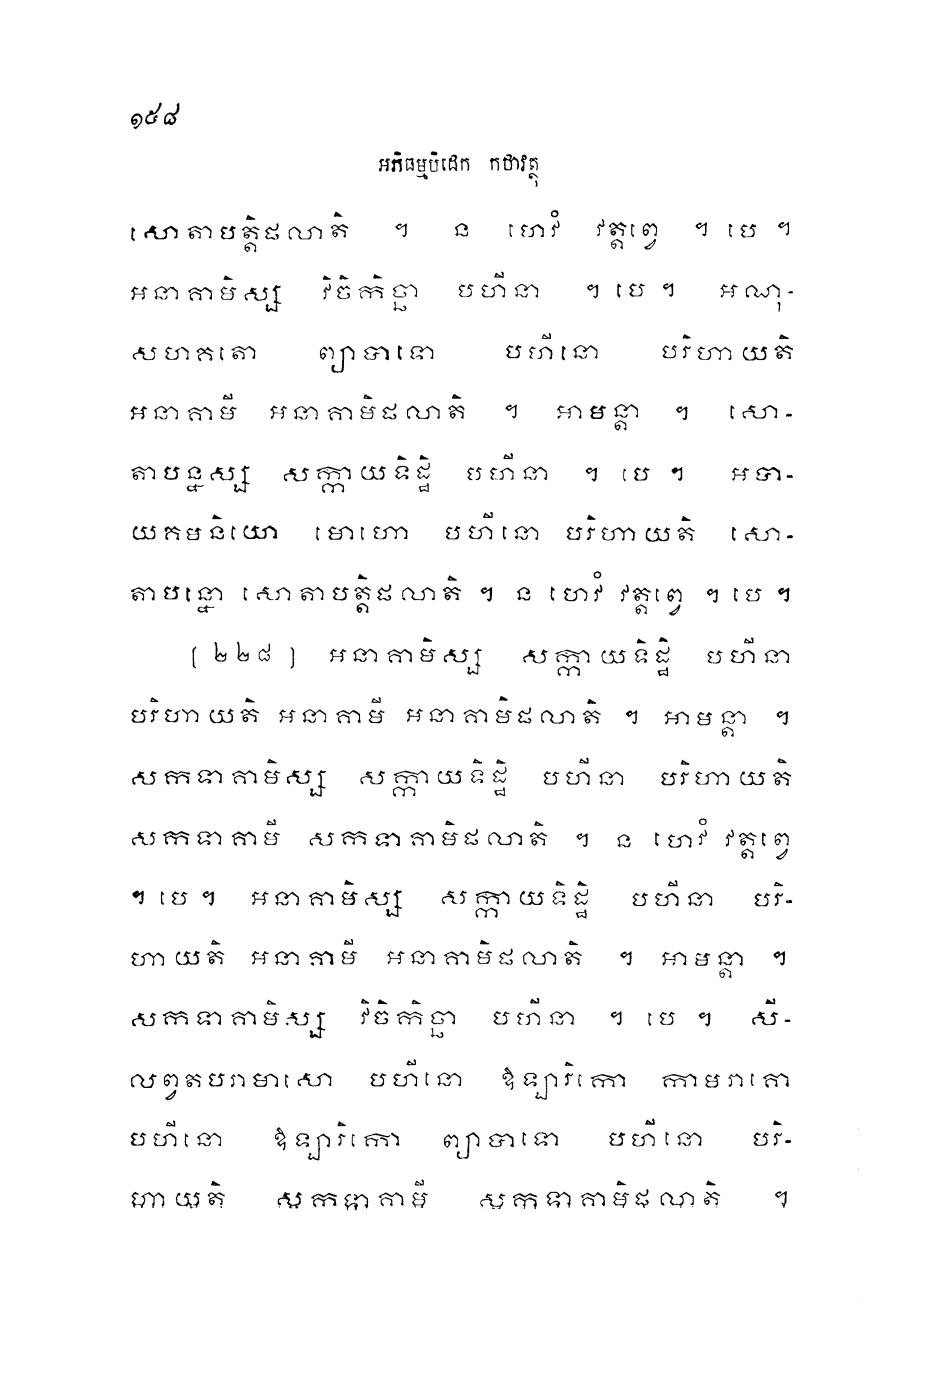 ១៥៨
អភិធម្មបិដេក កថាវត្ថុ
សោតាបត្តិផលាតិ ។ ន ហេវំ វត្តព្វេ ។ បេ ។
អនាគាមិស្ស វិចិកិច្ឆា បហីនា ។ បេ ។ អណុ-
សហគតោ ព្យាបាទោ បហីនោ បរិហាយតិ
អនាគាមី អនាគាមិផលាតិ ។ អាមន្តា ។ សោ-
តាបន្នស្ស សក្កាយទិដ្ឋិ បហីនា ។ បេ ។ អបា-
យគមនិយោ មោហោ បហីនោ បរិហាយតិ សោ-
តាបន្នោ សោតាបត្តិផលាតិ ។ ន ហេវំ វត្តព្វេ ។ បេ ។
[ ២២៨ ] អនាគាមិស្ស សក្កាយទិដ្ឋិ បហីនា
បរិហាយតិ អនាគាមី អនាគាមិផលាតិ ។ អាមន្តា ។
សកទាគាមិស្ស សក្កាយទិដ្ឋិ បហីនា បរិហាយតិ
សកទាគាមី សកទាគាមិផលាតិ ។ ន ហេវំ វត្តព្វេ
។ បេ ។ អនាគាមិស្ស សក្កាយទិដ្ឋិ បហីនា បរិ-
ហាយតិ អនាគាមី អនាគាមិផលាតិ ។ អាមន្តា ។
សកទាគាមិស្ស វិចិកិច្ឆា បហីនា ។ បេ ។ សី-
លព្វតបរាមាសោ បហីនោ ឱឡារិកោ កាមរាគោ
បហីនោ ឱឡារិកោ ព្យាបាទោ បហីនោ បរិ-
ហាយតិ សកទាគាមី សកទាគាមិផលាតិ ។